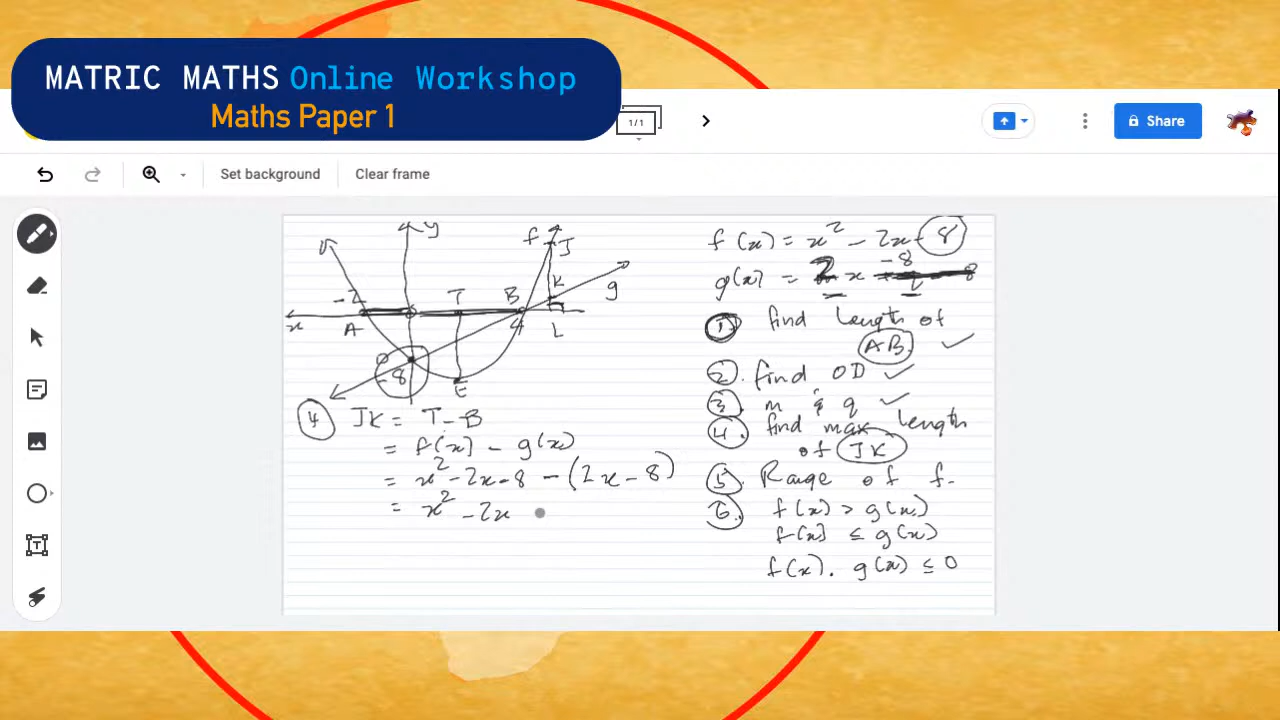 MATRIC MATHS Online Workshop
Maths Paper 1
1/1
Share
Set background
Clear frame
y
f
J
K
g
-2
T
B
x
A
4
L
-8
E
f(x) = x² - 2x - 8
g(x) = 2x - 8
① find length of
AB. ✓
②. find OD ✓
③. m & q ✓
④. find max length
of JK
⑤. Range of f.
⑥. f(x) > g(x)
f(x) ≤ g(x)
f(x). g(x) ≤ 0
④ JK = T - B
= f(x) - g(x)
= x² - 2x - 8 - (2x - 8)
= x² - 2x